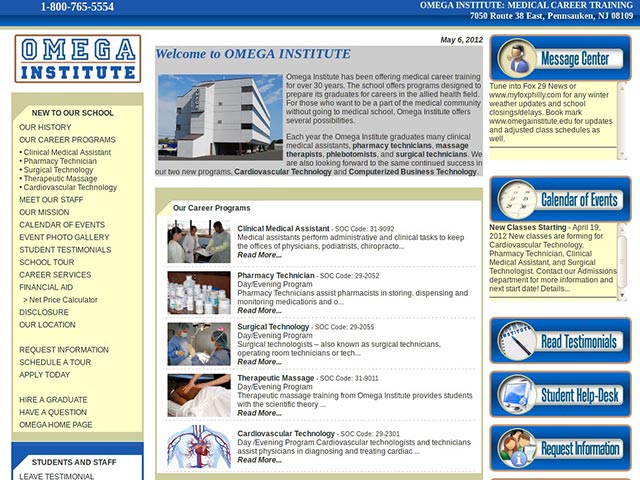 1-800-765-5554
OMEGA INSTITUTE: MEDICAL CAREER TRAINING
7050 Route 38 East, Pennsauken, NJ 08109
OMEGA
INSTITUTE
NEW TO OUR SCHOOL
OUR HISTORY
OUR CAREER PROGRAMS
• Clinical Medical Assistant
• Pharmacy Technician
• Surgical Technology
• Therapeutic Massage
• Cardiovascular Technology
MEET OUR STAFF
OUR MISSION
CALENDAR OF EVENTS
EVENT PHOTO GALLERY
STUDENT TESTIMONIALS
SCHOOL TOUR
CAREER SERVICES
FINANCIAL AID
> Net Price Calculator
DISCLOSURE
OUR LOCATION
REQUEST INFORMATION
SCHEDULE A TOUR
APPLY TODAY
HIRE A GRADUATE
HAVE A QUESTION
OMEGA HOME PAGE
STUDENTS AND STAFF
LEAVE TESTIMONIAL
May 6, 2012
Welcome to OMEGA INSTITUTE
Omega Institute has been offering medical career training
for over 30 years. The school offers programs designed to
prepare its graduates for careers in the allied health field.
For those who want to be a part of the medical community
without going to medical school, Omega Institute offers
several possibilities.
Each year the Omega Institute graduates many clinical
medical assistants, pharmacy technicians, massage
therapists, phlebotomists, and surgical technicians. We
are also looking forward to the same continued success in
our two new programs, Cardiovascular Technology and Computerized Business Technology.
Our Career Programs
Clinical Medical Assistant - SOC Code: 31-9092
Medical assistants perform administrative and clinical tasks to keep
the offices of physicians, podiatrists, chiropracto...
Read More...
Pharmacy Technician - SOC Code: 29-2052
Day/Evening Program
Pharmacy Technicians assist pharmacists in storing, dispensing and
monitoring medications and o...
Read More...
Surgical Technology - SOC Code: 29-2055
Day/Evening Program
Surgical technologists – also known as surgical technicians,
operating room technicians or tech...
Read More...
Therapeutic Massage - SOC Code: 31-9011
Day/Evening Program
Therapeutic massage training from Omega Institute provides students
with the scientific theory ...
Read More...
Cardiovascular Technology - SOC Code: 29-2301
Day /Evening Program Cardiovascular technologists and technicians
assist physicians in diagnosing and treating cardiac ...
Read More...
Message Center
Tune into Fox 29 News or
www.myfoxphilly.com for any winter
weather updates and school
closings/delays. Book mark
www.omegainstitute.edu for updates
and adjusted class schedules as
well.
Calendar of Events
New Classes Starting - April 19,
2012 New classes are forming for
Cardiovascular Technology,
Pharmacy Technician, Clinical
Medical Assistant, and Surgical
Technologist. Contact our Admissions
department for more information and
next start date! Details...
Read Testimonials
Student Help-Desk
Request Information